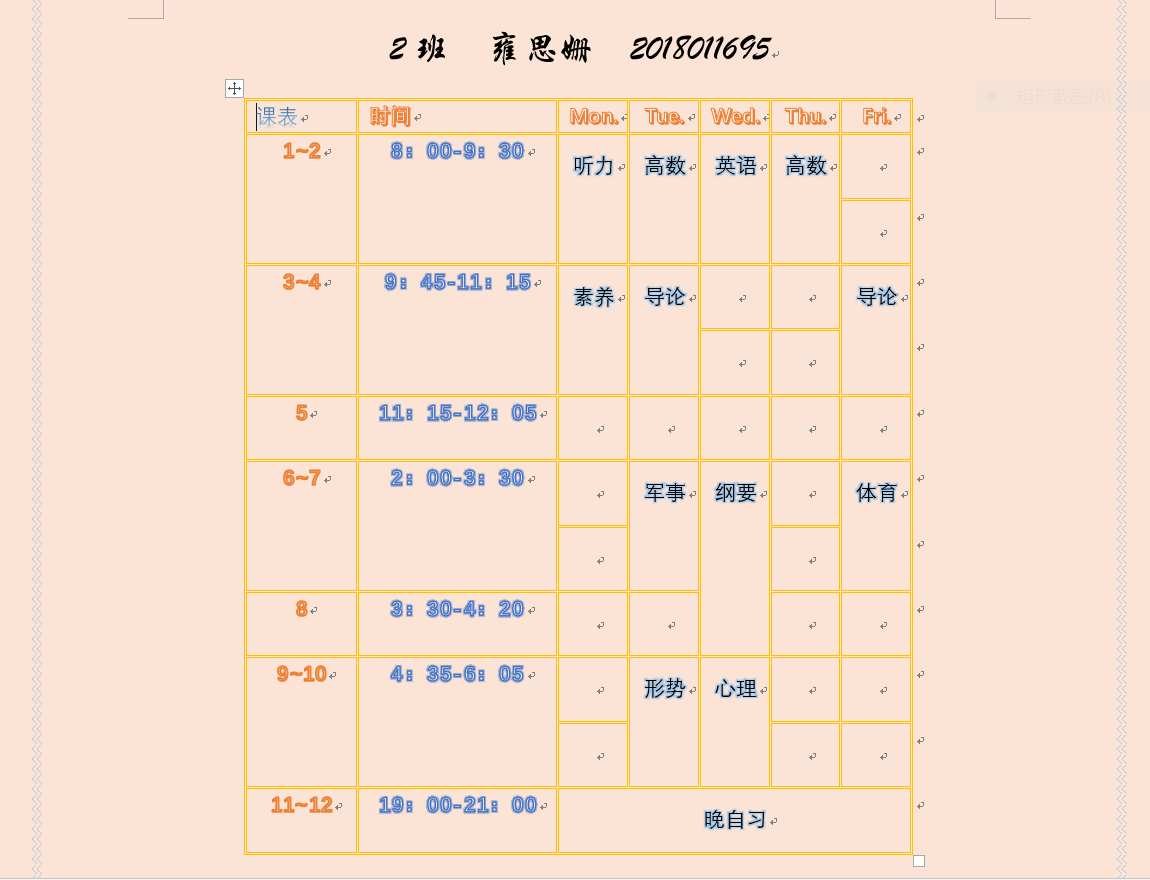 2班 雍思姗 2018011695
矩形截图(R)
课表 时间 Mon. Tue. Wed. Thu. Fri.
1~2 8：00-9：30 听力 高数 英语 高数
3~4 9：45-11：15 素养 导论 导论
5 11：15-12：05
6~7 2：00-3：30 军事 纲要 体育
8 3：30-4：20
9~10 4：35-6：05 形势 心理
11~12 19：00-21：00 晚自习